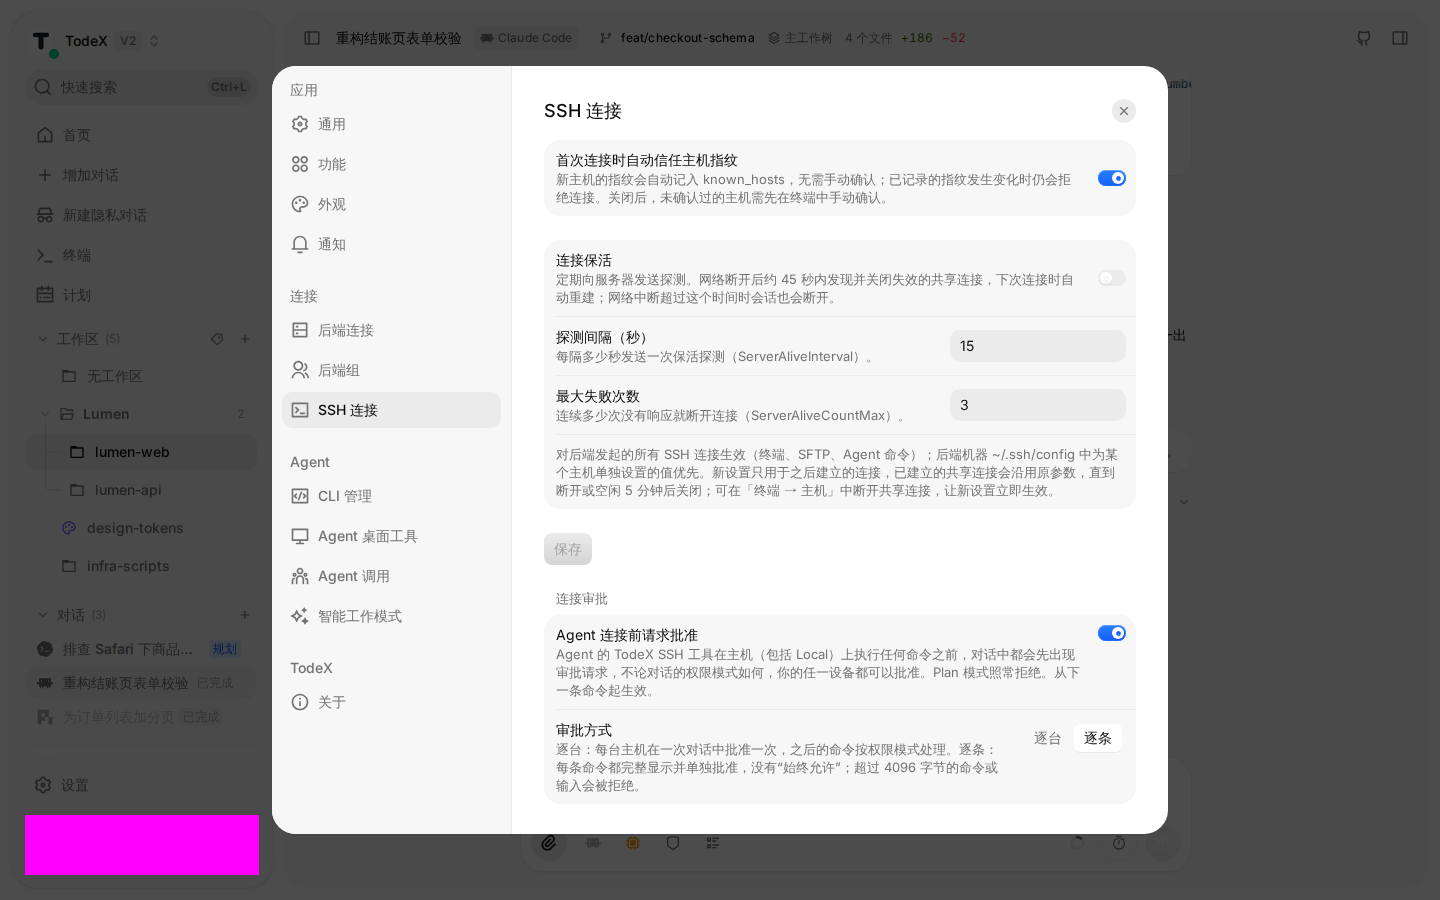 TodeX V2
快速搜索 Ctrl+L
首页
增加对话
新建隐私对话
终端
计划
工作区 (5)
无工作区
Lumen 2
lumen-web
lumen-api
design-tokens
infra-scripts
对话 (3)
排查 Safari 下商品... 规划
重构结账页表单校验 已完成
为订单列表加分页 已完成
设置
重构结账页表单校验 Claude Code feat/checkout-schema 主工作树 4 个文件 +186 −52
应用
通用
功能
外观
通知
连接
后端连接
后端组
SSH 连接
Agent
CLI 管理
Agent 桌面工具
Agent 调用
智能工作模式
TodeX
关于
SSH 连接
首次连接时自动信任主机指纹
新主机的指纹会自动记入 known_hosts，无需手动确认；已记录的指纹发生变化时仍会拒
绝连接。关闭后，未确认过的主机需先在终端中手动确认。
连接保活
定期向服务器发送探测。网络断开后约 45 秒内发现并关闭失效的共享连接，下次连接时自
动重建；网络中断超过这个时间时会话也会断开。
探测间隔（秒）
每隔多少秒发送一次保活探测（ServerAliveInterval）。
15
最大失败次数
连续多少次没有响应就断开连接（ServerAliveCountMax）。
3
对后端发起的所有 SSH 连接生效（终端、SFTP、Agent 命令）；后端机器 ~/.ssh/config 中为某
个主机单独设置的值优先。新设置只用于之后建立的连接，已建立的共享连接会沿用原参数，直到
断开或空闲 5 分钟后关闭；可在「终端 → 主机」中断开共享连接，让新设置立即生效。
保存
连接审批
Agent 连接前请求批准
Agent 的 TodeX SSH 工具在主机（包括 Local）上执行任何命令之前，对话中都会先出现
审批请求，不论对话的权限模式如何，你的任一设备都可以批准。Plan 模式照常拒绝。从下
一条命令起生效。
审批方式
逐台：每台主机在一次对话中批准一次，之后的命令按权限模式处理。逐条：
每条命令都完整显示并单独批准，没有“始终允许”；超过 4096 字节的命令或
输入会被拒绝。
逐台 逐条